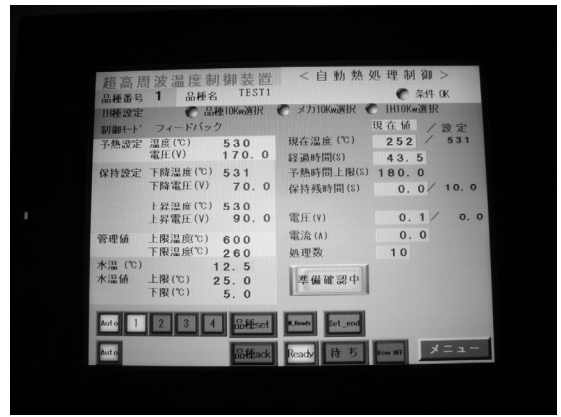 超高周波温度制御装置 <自動熱処理制御>
品種番号 1 品種名 TEST1 条件OK
IH種設定 品種10Kw選択 メカ10Kw選択 IH10Kw選択
制御モード フィードバック 現在値 / 設定
予熱設定 温度(℃) 530 現在温度(℃) 252 / 531
電圧(V) 170.0 経過時間(S) 43.5
予熱時間上限(S) 180.0
保持設定 下降温度(℃) 531 保持残時間(S) 0.0 / 10.0
下降電圧(V) 70.0
上昇温度(℃) 530 電圧(V) 0.1 / 0.0
上昇電圧(V) 90.0 電流(A) 0.0
管理値 上限温度(℃) 600 処理数 10
下限温度(℃) 260
水温(℃) 12.5 準備確認中
水温値 上限(℃) 25.0
下限(℃) 5.0
Auto 1 2 3 4 品種set M_Ready Set_end
Auto 品種ack Ready 待ち OFF メニュー